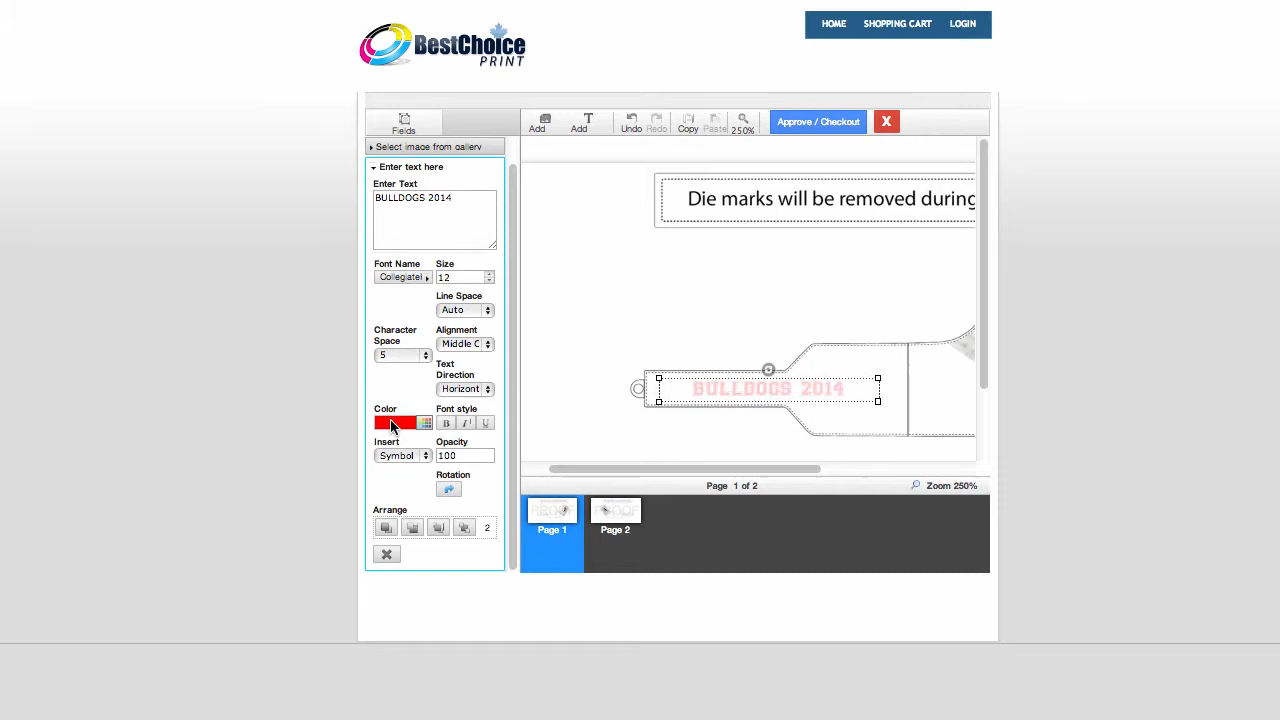 HOME SHOPPING CART LOGIN
BestChoice
PRINT
Fields
Add Add Undo Redo Copy Paste 250% Approve / Checkout X
Select image from gallery
Enter text here
Enter Text
BULLDOGS 2014
Die marks will be removed during
Font Name Size
Collegiatel 12
Line Space
Auto
Character Space Alignment
5 Middle C
Text Direction
Horizont
BULLDOGS 2014
Color Font style
B I U
Insert Opacity
Symbol 100
Rotation
Arrange
2
Page 1 of 2 Zoom 250%
PROOF PROOF
Page 1 Page 2